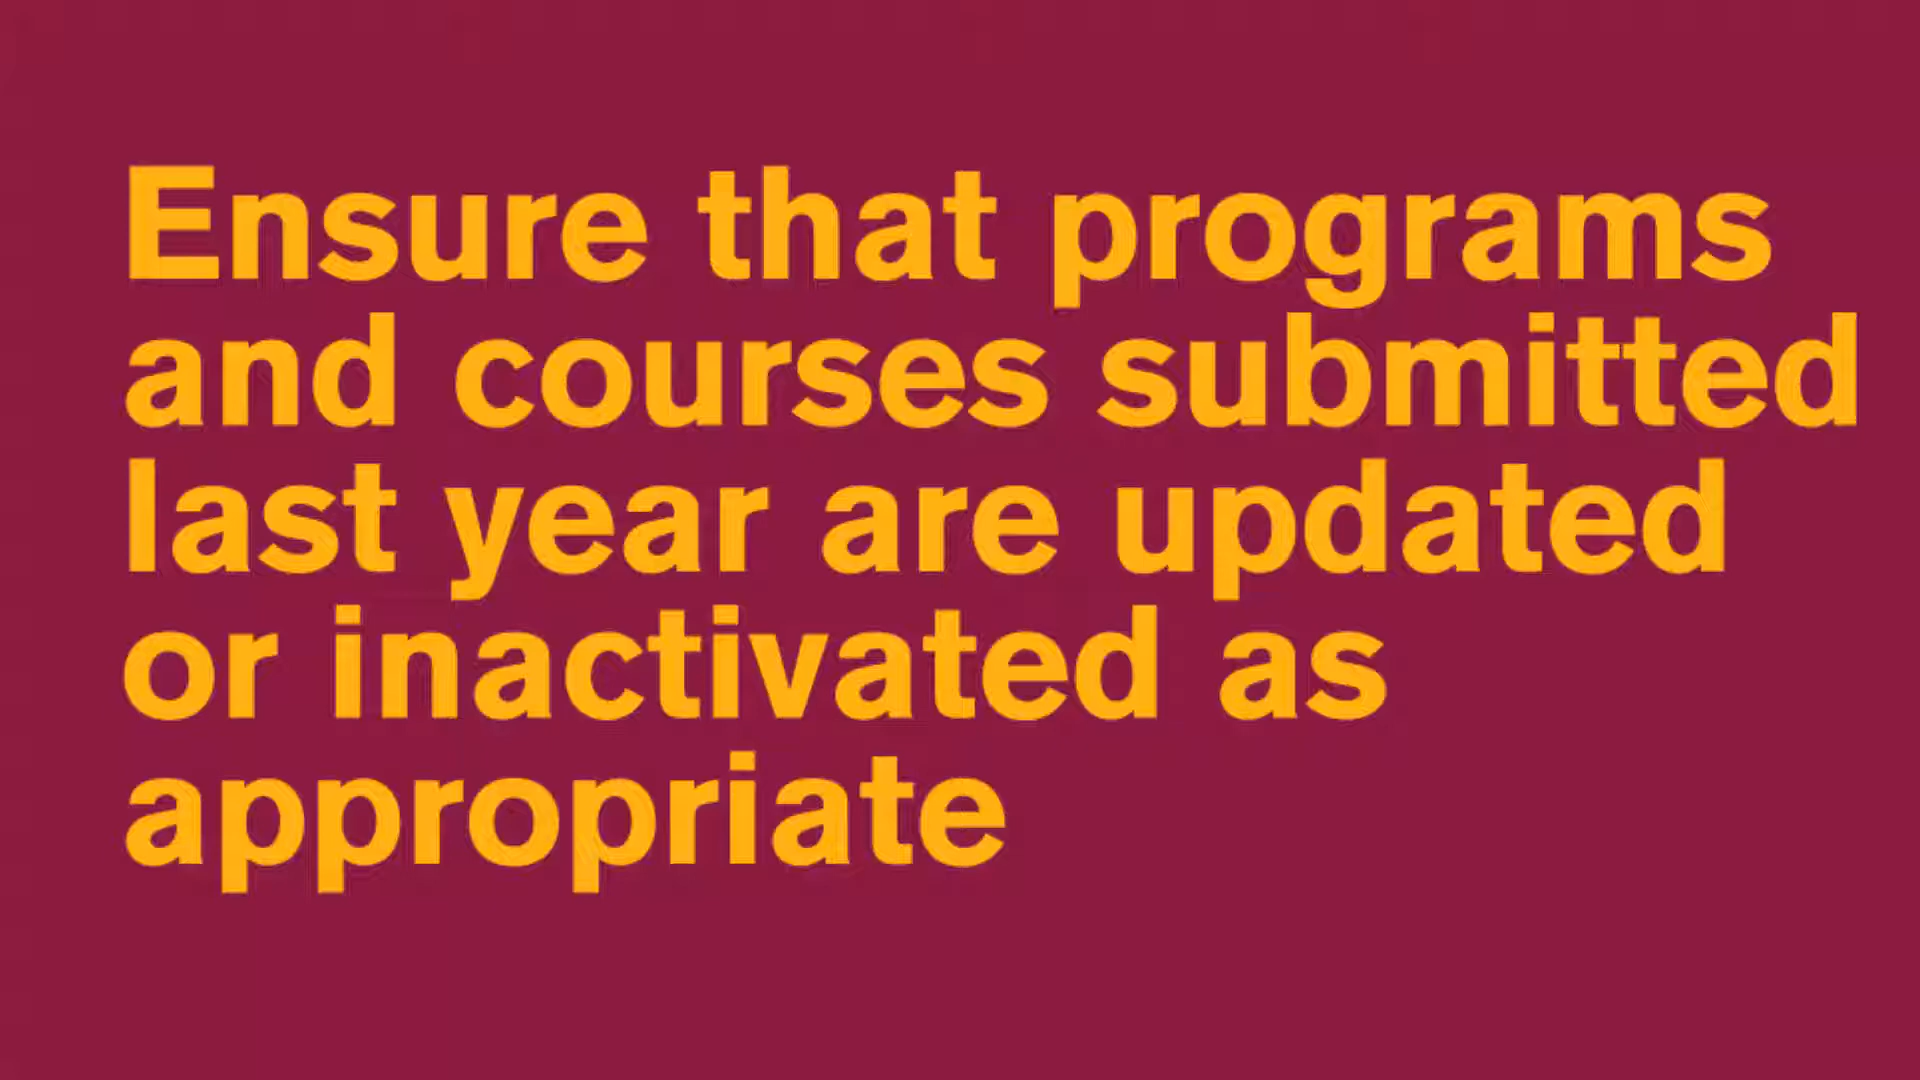 Ensure that programs
and courses submitted
last year are updated
or inactivated as
appropriate